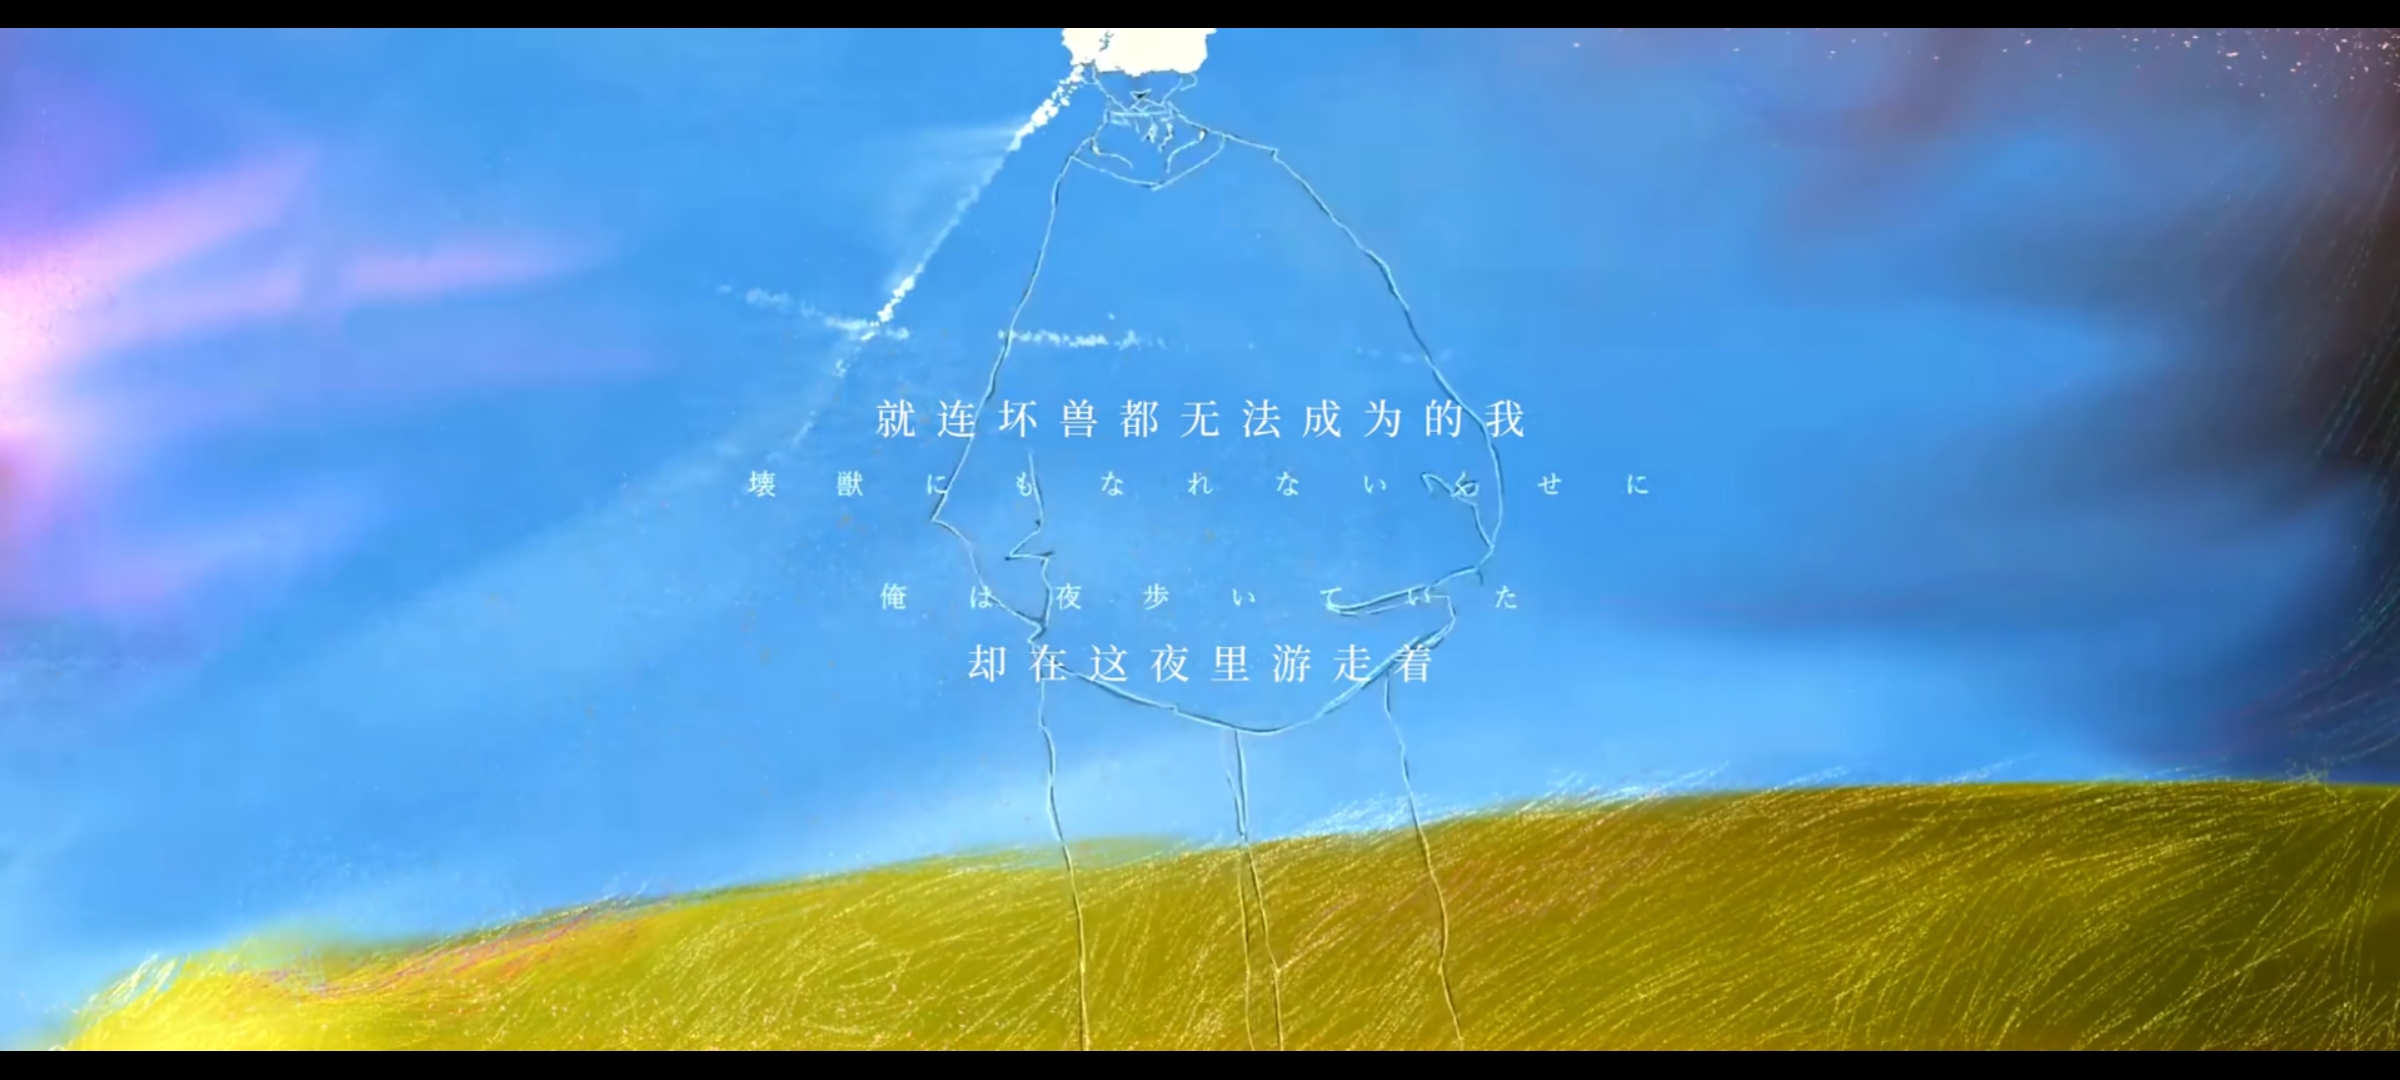 就连坏兽都无法成为的我
壊獣にもなれないくせに
俺は夜歩いていた
却在这夜里游走着